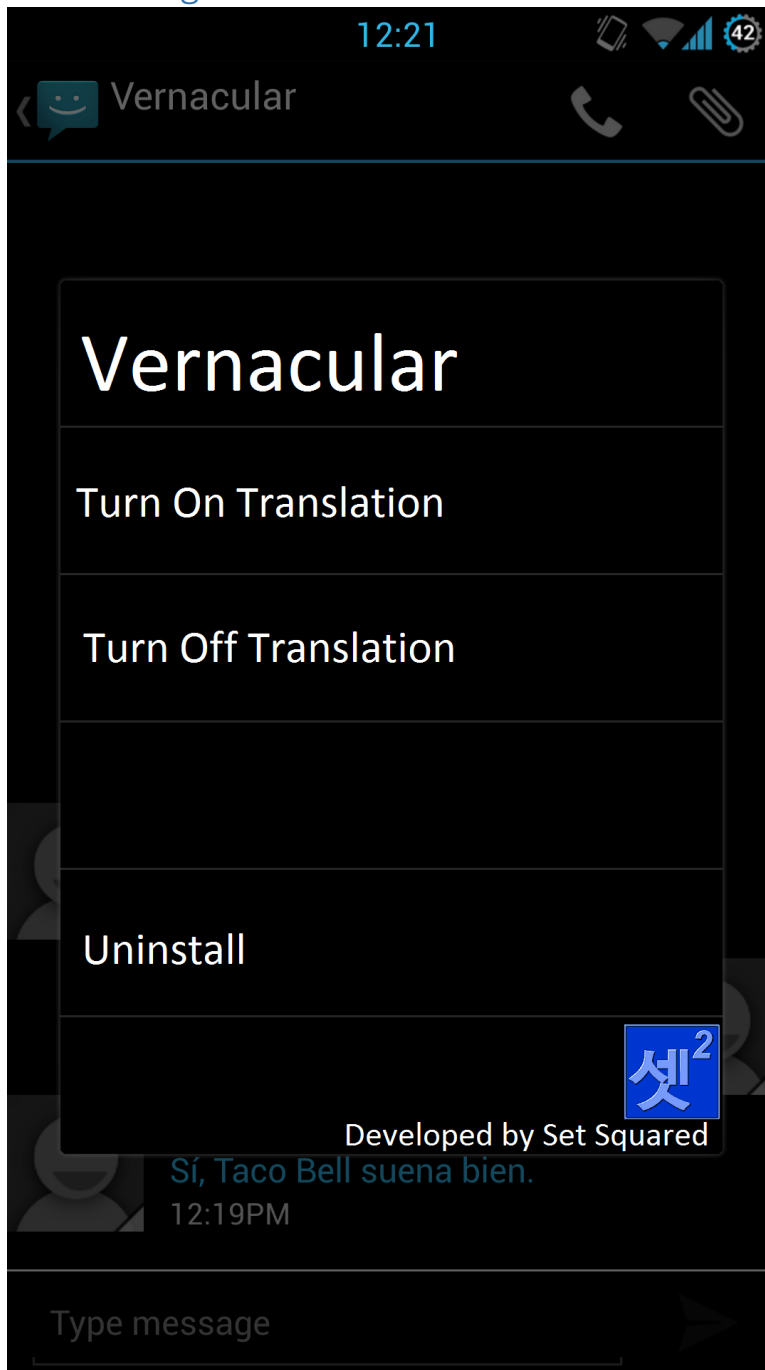 12:21
42
Vernacular
Vernacular
Turn On Translation
Turn Off Translation
Uninstall
셋2
Developed by Set Squared
Sí, Taco Bell suena bien.
12:19PM
Type message